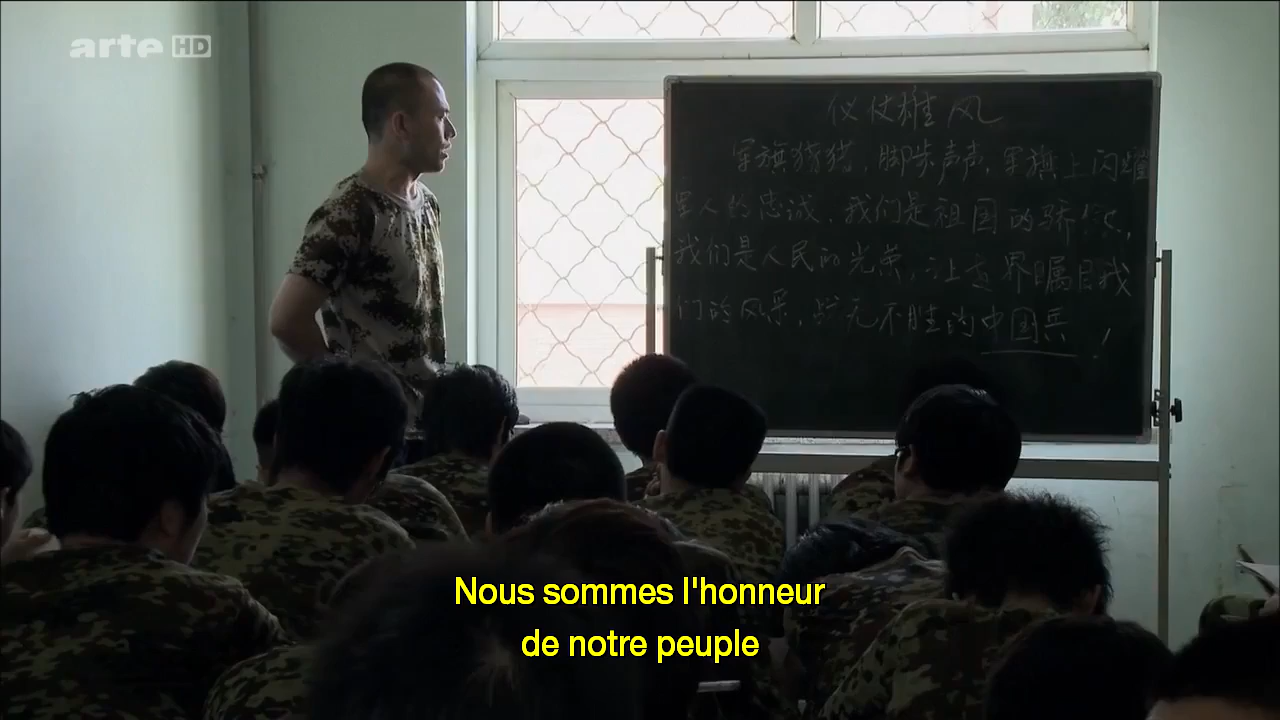 arte HD
仪仗雄风
军旗猎猎，脚步声声，军旗上闪耀
军人的忠诚，我们是祖国的骄傲，
我们是人民的光荣，让世界瞩目我
们的风采，战无不胜的中国兵！
Nous sommes l'honneur
de notre peuple